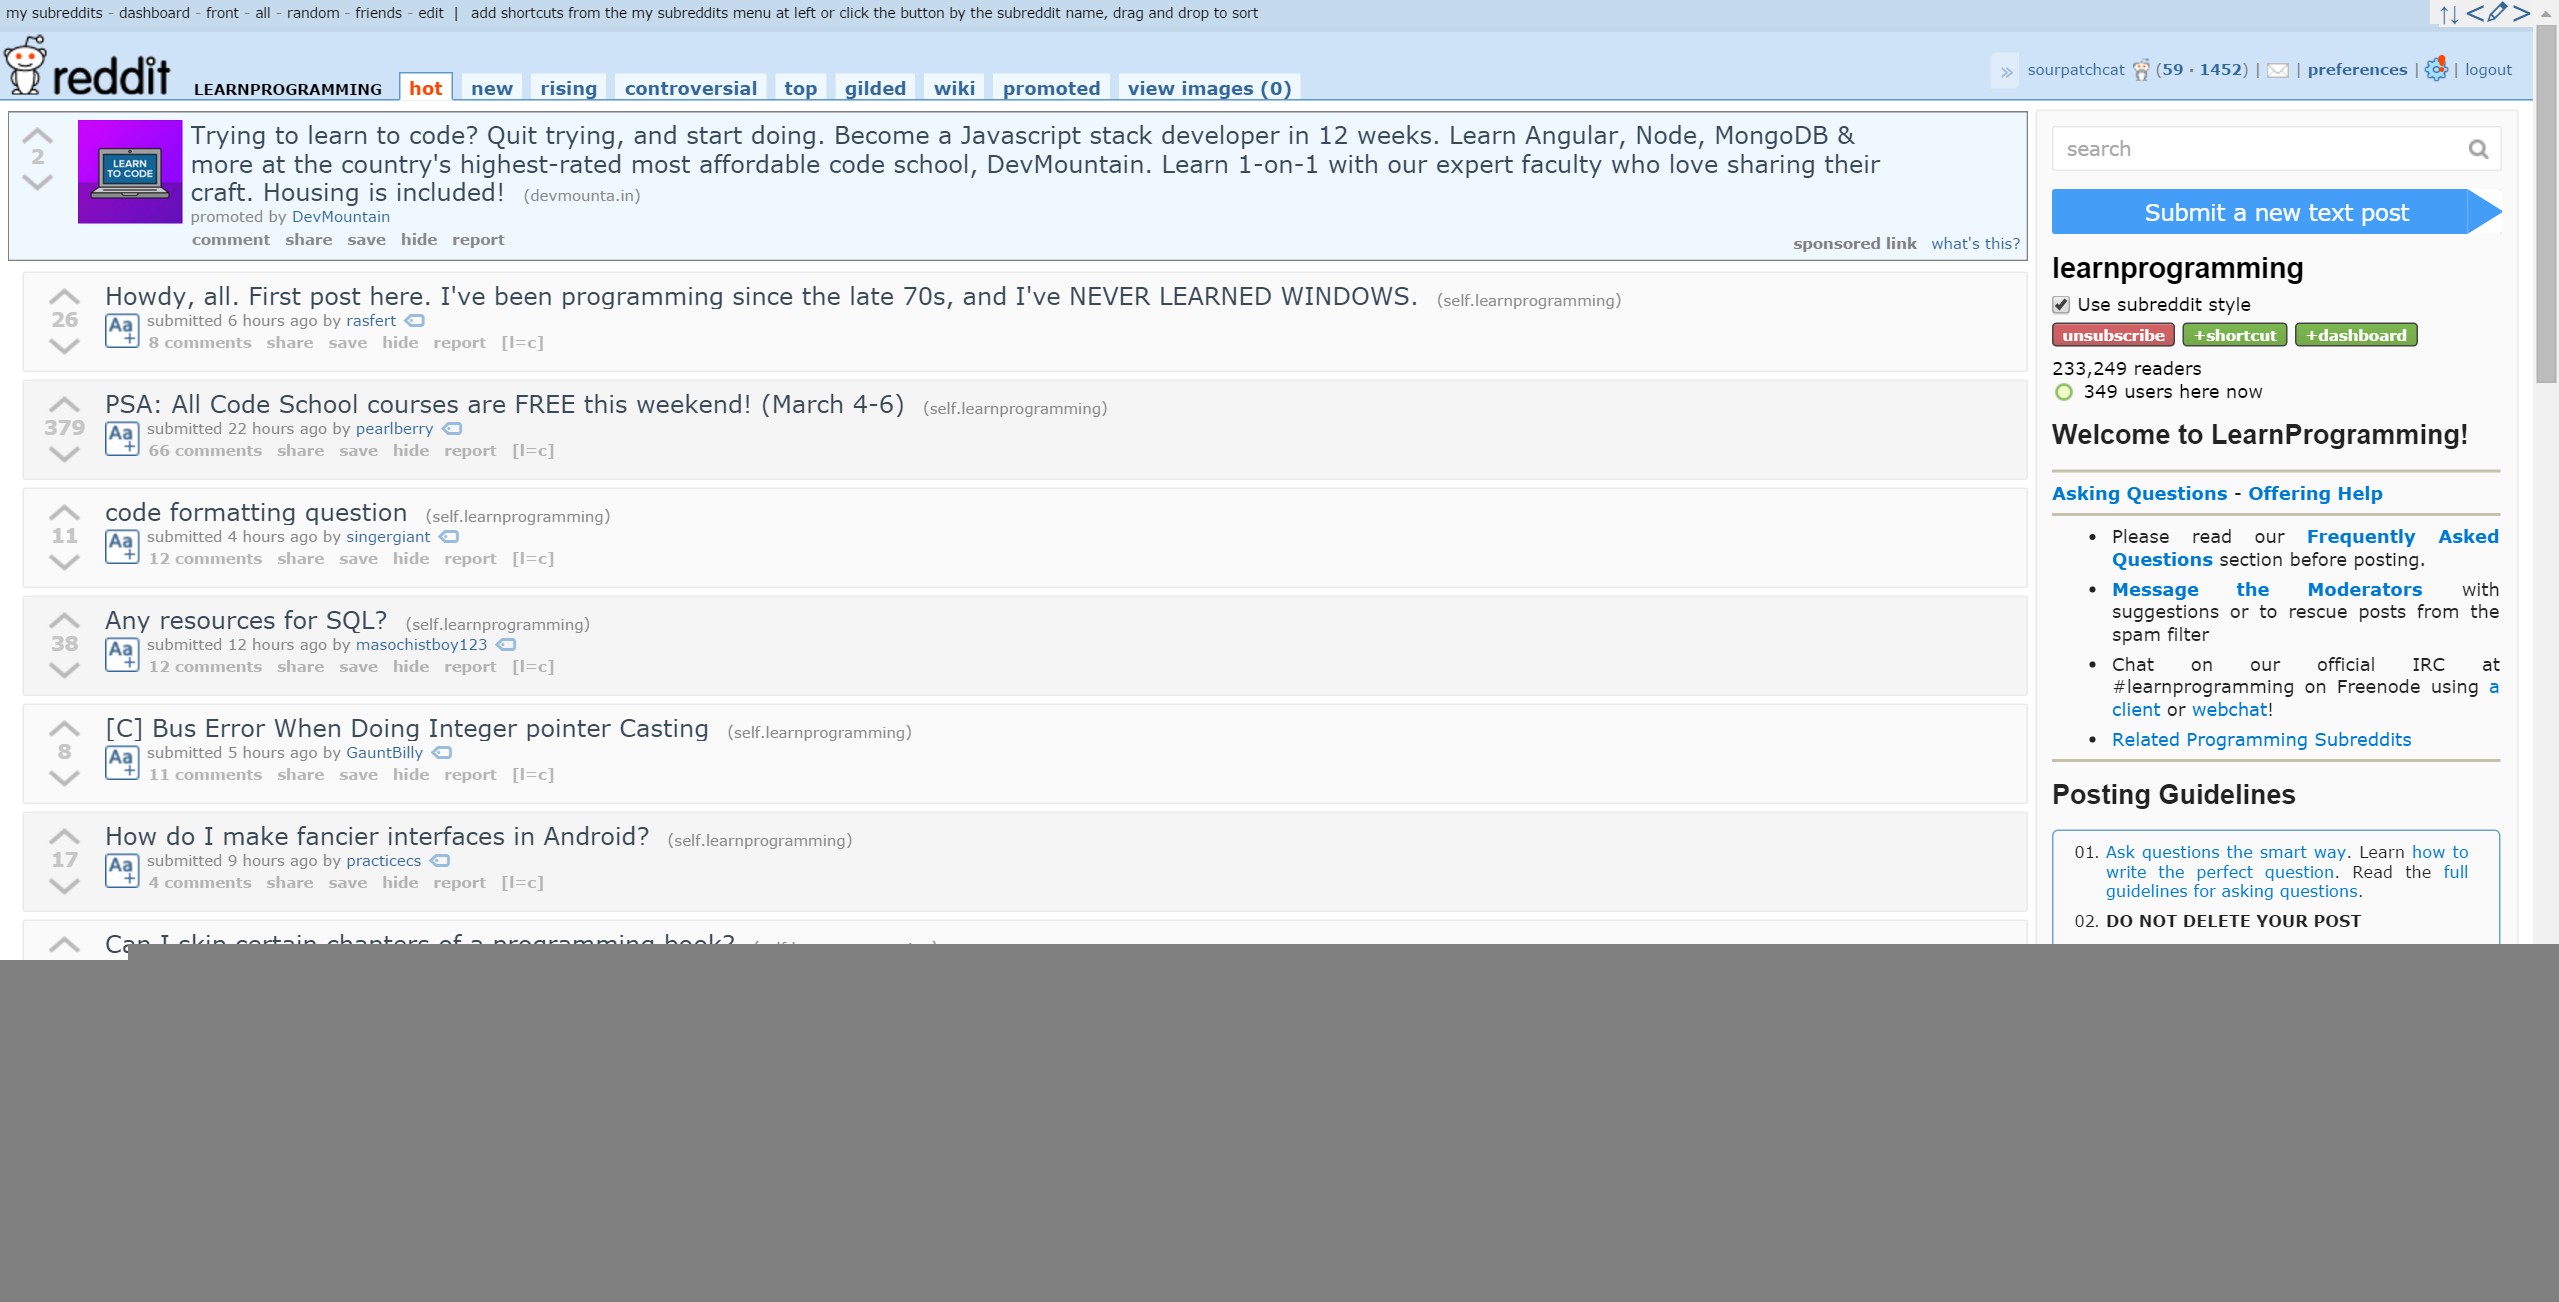 my subreddits - dashboard - front - all - random - friends - edit | add shortcuts from the my subreddits menu at left or click the button by the subreddit name, drag and drop to sort
reddit LEARNPROGRAMMING hot new rising controversial top gilded wiki promoted view images (0)
» sourpatchcat (59 · 1452) | | preferences | | logout
2
LEARN
TO CODE
Trying to learn to code? Quit trying, and start doing. Become a Javascript stack developer in 12 weeks. Learn Angular, Node, MongoDB &
more at the country's highest-rated most affordable code school, DevMountain. Learn 1-on-1 with our expert faculty who love sharing their
craft. Housing is included! (devmounta.in)
promoted by DevMountain
comment share save hide report
sponsored link what's this?
Howdy, all. First post here. I've been programming since the late 70s, and I've NEVER LEARNED WINDOWS. (self.learnprogramming)
26
Aa+ submitted 6 hours ago by rasfert
8 comments share save hide report [l=c]
PSA: All Code School courses are FREE this weekend! (March 4-6) (self.learnprogramming)
379
Aa+ submitted 22 hours ago by pearlberry
66 comments share save hide report [l=c]
code formatting question (self.learnprogramming)
11
Aa+ submitted 4 hours ago by singergiant
12 comments share save hide report [l=c]
Any resources for SQL? (self.learnprogramming)
38
Aa+ submitted 12 hours ago by masochistboy123
12 comments share save hide report [l=c]
[C] Bus Error When Doing Integer pointer Casting (self.learnprogramming)
8
Aa+ submitted 5 hours ago by GauntBilly
11 comments share save hide report [l=c]
How do I make fancier interfaces in Android? (self.learnprogramming)
17
Aa+ submitted 9 hours ago by practicecs
4 comments share save hide report [l=c]
Can I skip certain chapters of a programming book?
search
Submit a new text post
learnprogramming
Use subreddit style
unsubscribe +shortcut +dashboard
233,249 readers
349 users here now
Welcome to LearnProgramming!
Asking Questions - Offering Help
• Please read our Frequently Asked
Questions section before posting.
• Message the Moderators with
suggestions or to rescue posts from the
spam filter
• Chat on our official IRC at
#learnprogramming on Freenode using a
client or webchat!
• Related Programming Subreddits
Posting Guidelines
01. Ask questions the smart way. Learn how to
write the perfect question. Read the full
guidelines for asking questions.
02. DO NOT DELETE YOUR POST